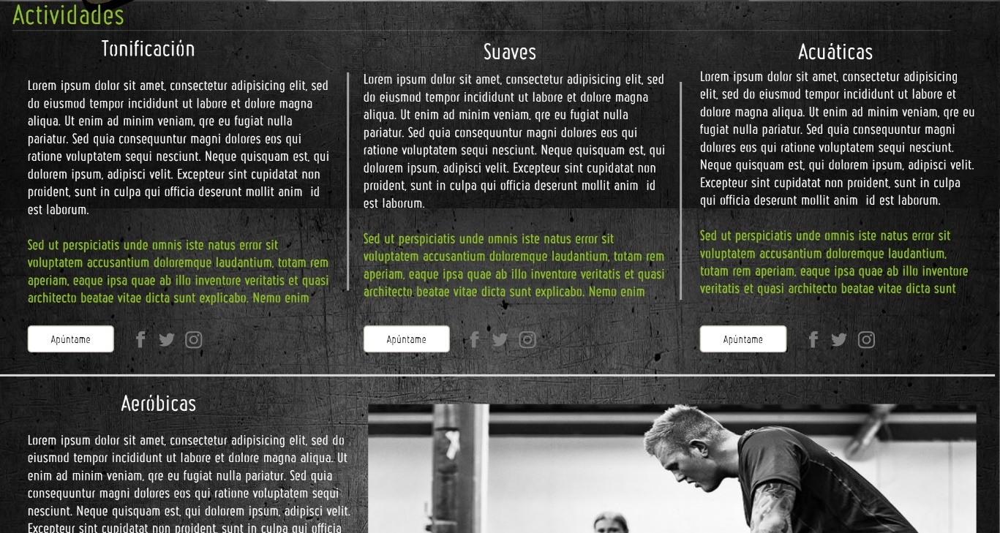 Actividades
Tonificación
Lorem ipsum dolor sit amet, consectetur adipisicing elit, sed
do eiusmod tempor incididunt ut labore et dolore magna
aliqua. Ut enim ad minim veniam, qre eu fugiat nulla
pariatur. Sed quia consequuntur magni dolores eos qui
ratione voluptatem sequi nesciunt. Neque quisquam est, qui
dolorem ipsum, adipisci velit. Excepteur sint cupidatat non
proident, sunt in culpa qui officia deserunt mollit anim id
est laborum.
Sed ut perspiciatis unde omnis iste natus error sit
voluptatem accusantium doloremque laudantium, totam rem
aperiam, eaque ipsa quae ab illo inventore veritatis et quasi
architecto beatae vitae dicta sunt explicabo. Nemo enim
Apúntame
Suaves
Lorem ipsum dolor sit amet, consectetur adipisicing elit, sed
do eiusmod tempor incididunt ut labore et dolore magna
aliqua. Ut enim ad minim veniam, qre eu fugiat nulla
pariatur. Sed quia consequuntur magni dolores eos qui
ratione voluptatem sequi nesciunt. Neque quisquam est, qui
dolorem ipsum, adipisci velit. Excepteur sint cupidatat non
proident, sunt in culpa qui officia deserunt mollit anim id
est laborum.
Sed ut perspiciatis unde omnis iste natus error sit
voluptatem accusantium doloremque laudantium, totam rem
aperiam, eaque ipsa quae ab illo inventore veritatis et quasi
architecto beatae vitae dicta sunt explicabo. Nemo enim
Apúntame
Acuáticas
Lorem ipsum dolor sit amet, consectetur adipisicing
elit, sed do eiusmod tempor incididunt ut labore et
dolore magna aliqua. Ut enim ad minim veniam, qre eu
fugiat nulla pariatur. Sed quia consequuntur magni
dolores eos qui ratione voluptatem sequi nesciunt.
Neque quisquam est, qui dolorem ipsum, adipisci velit.
Excepteur sint cupidatat non proident, sunt in culpa
qui officia deserunt mollit anim id est laborum.
Sed ut perspiciatis unde omnis iste natus error sit
voluptatem accusantium doloremque laudantium,
totam rem aperiam, eaque ipsa quae ab illo inventore
veritatis et quasi architecto beatae vitae dicta sunt
Apúntame
Aeróbicas
Lorem ipsum dolor sit amet, consectetur adipisicing elit, sed do
eiusmod tempor incididunt ut labore et dolore magna aliqua. Ut
enim ad minim veniam, qre eu fugiat nulla pariatur. Sed quia
consequuntur magni dolores eos qui ratione voluptatem sequi
nesciunt. Neque quisquam est, qui dolorem ipsum, adipisci velit.
Excepteur sint cupidatat non proident, sunt in culpa qui officia